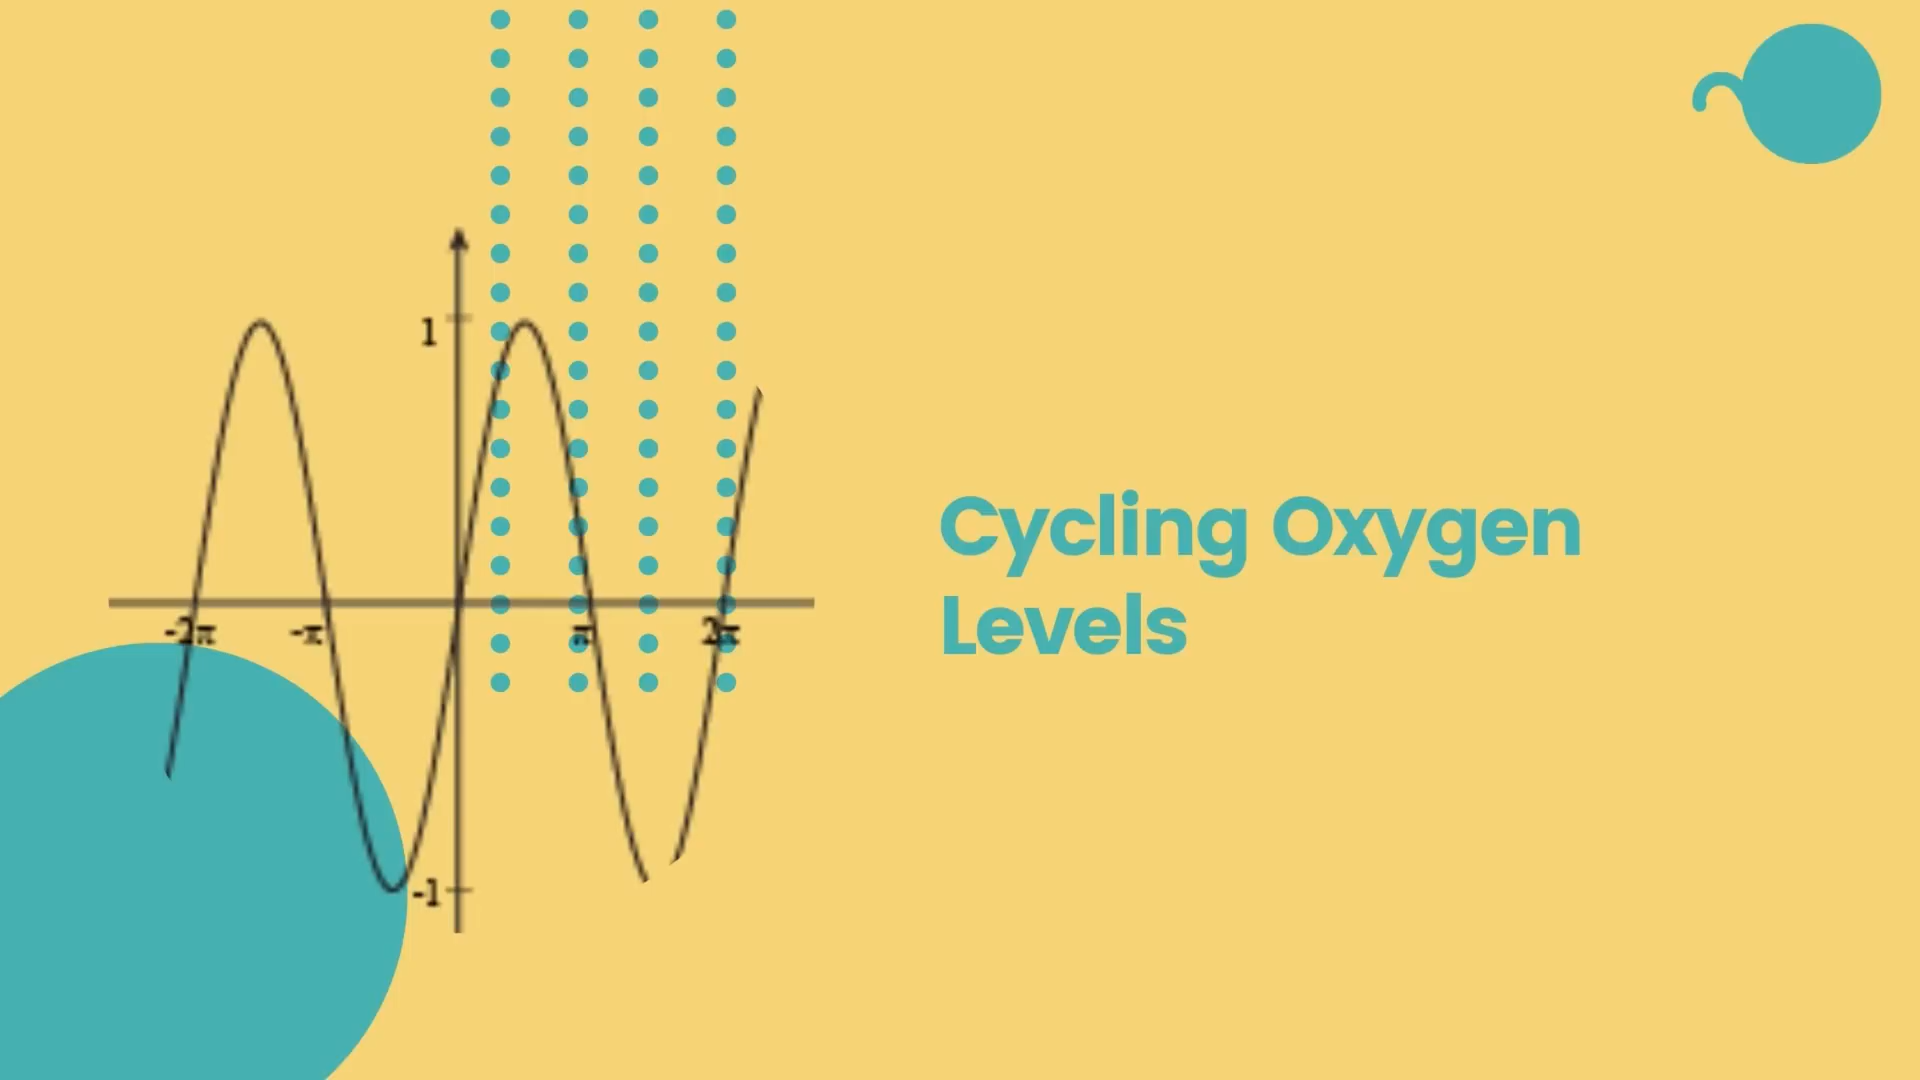 1
-2π -π π 2π
-1
Cycling Oxygen
Levels